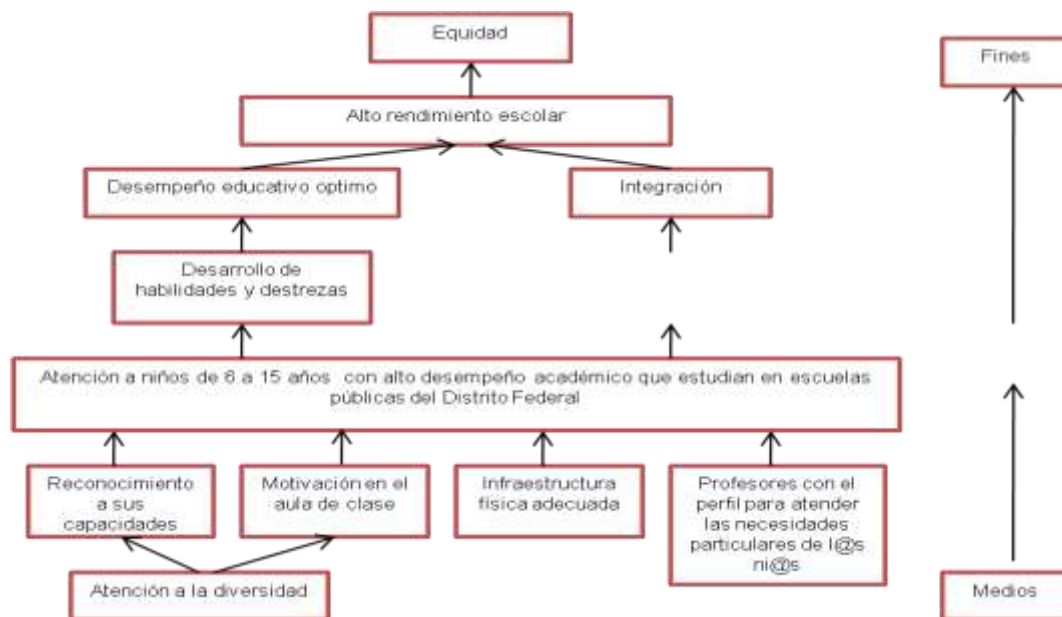 Equidad
Fines
Alto rendimiento escolar
Desempeño educativo optimo
Integración
Desarrollo de
habilidades y destrezas
Atención a niños de 6 a 15 años con alto desempeño académico que estudian en escuelas
públicas del Distrito Federal
Reconocimiento
a sus
capacidades
Motivación en el
aula de clase
Infraestructura
física adecuada
Profesores con el
perfil para atender
las necesidades
particulares de l@s
ni@s
Atención a la diversidad
Medios